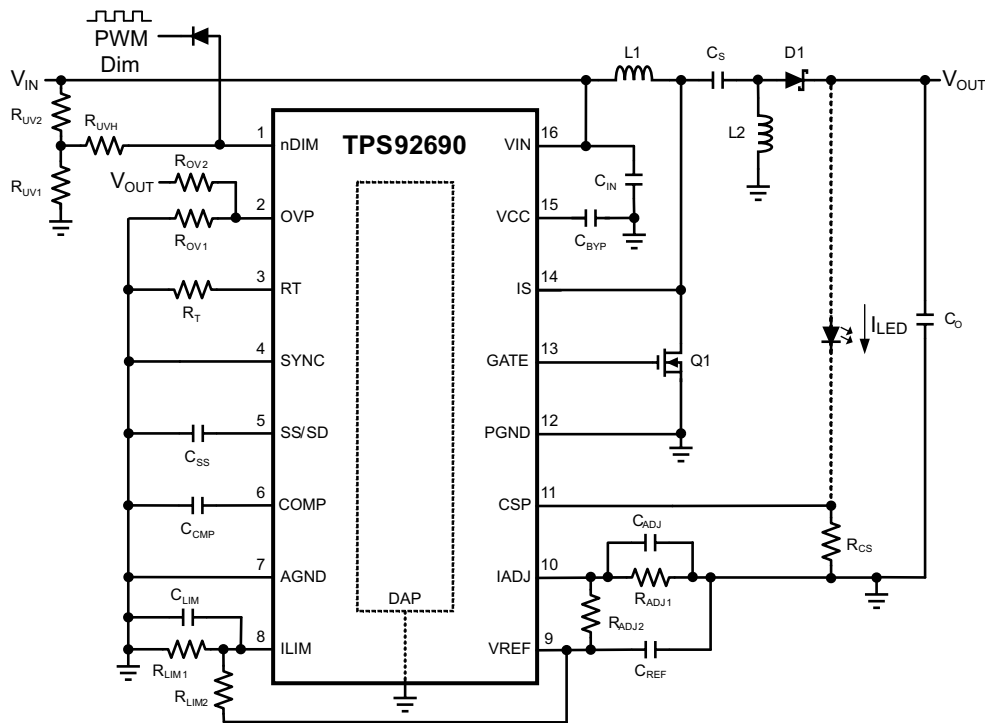 PWM
Dim
V_IN
L1
C_S
D1
V_OUT
R_UV2
R_UVH
R_UV1
L2
TPS92690
1
nDIM
VIN
16
R_OV2
V_OUT
C_IN
2
OVP
VCC
15
R_OV1
C_BYP
3
RT
IS
14
R_T
4
SYNC
GATE
13
Q1
I_LED
C_O
5
SS/SD
PGND
12
C_SS
6
COMP
CSP
11
C_CMP
C_ADJ
R_CS
7
AGND
IADJ
10
R_ADJ1
C_LIM
DAP
R_ADJ2
8
ILIM
VREF
9
R_LIM1
C_REF
R_LIM2